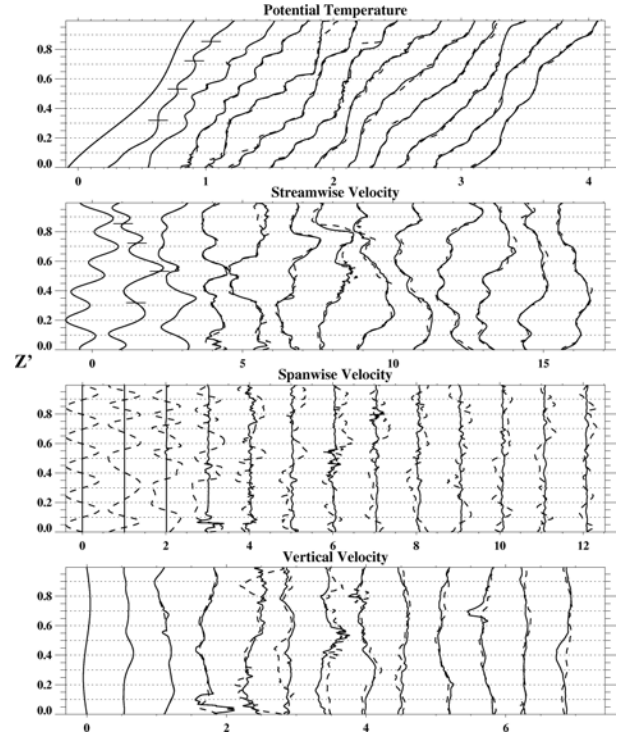 Potential Temperature
0.8
0.6
0.4
0.2
0.0
0 1 2 3 4
Streamwise Velocity
0.8
0.6
0.4
0.2
0.0
0 5 10 15
Z'
Spanwise Velocity
0.8
0.6
0.4
0.2
0.0
0 2 4 6 8 10 12
Vertical Velocity
0.8
0.6
0.4
0.2
0.0
0 2 4 6